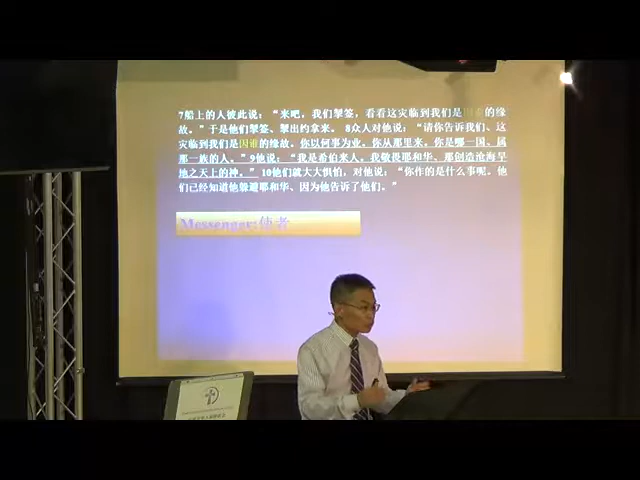 7船上的人彼此说：“来吧，我们掣签，看看这灾临到我们是因谁的缘
故。”于是他们掣签、掣出约拿来。 8众人对他说：“请你告诉我们、这
灾临到我们是因谁的缘故。你以何事为业。你从那里来。你是哪一国、属
那一族的人。” 9他说：“我是希伯来人。我敬畏耶和华、那创造沧海旱
地之天上的神。” 10他们就大大惧怕，对他说：“你作的是什么事呢。他
们已经知道他躲避耶和华、因为他告诉了他们。”
Messenger:使者